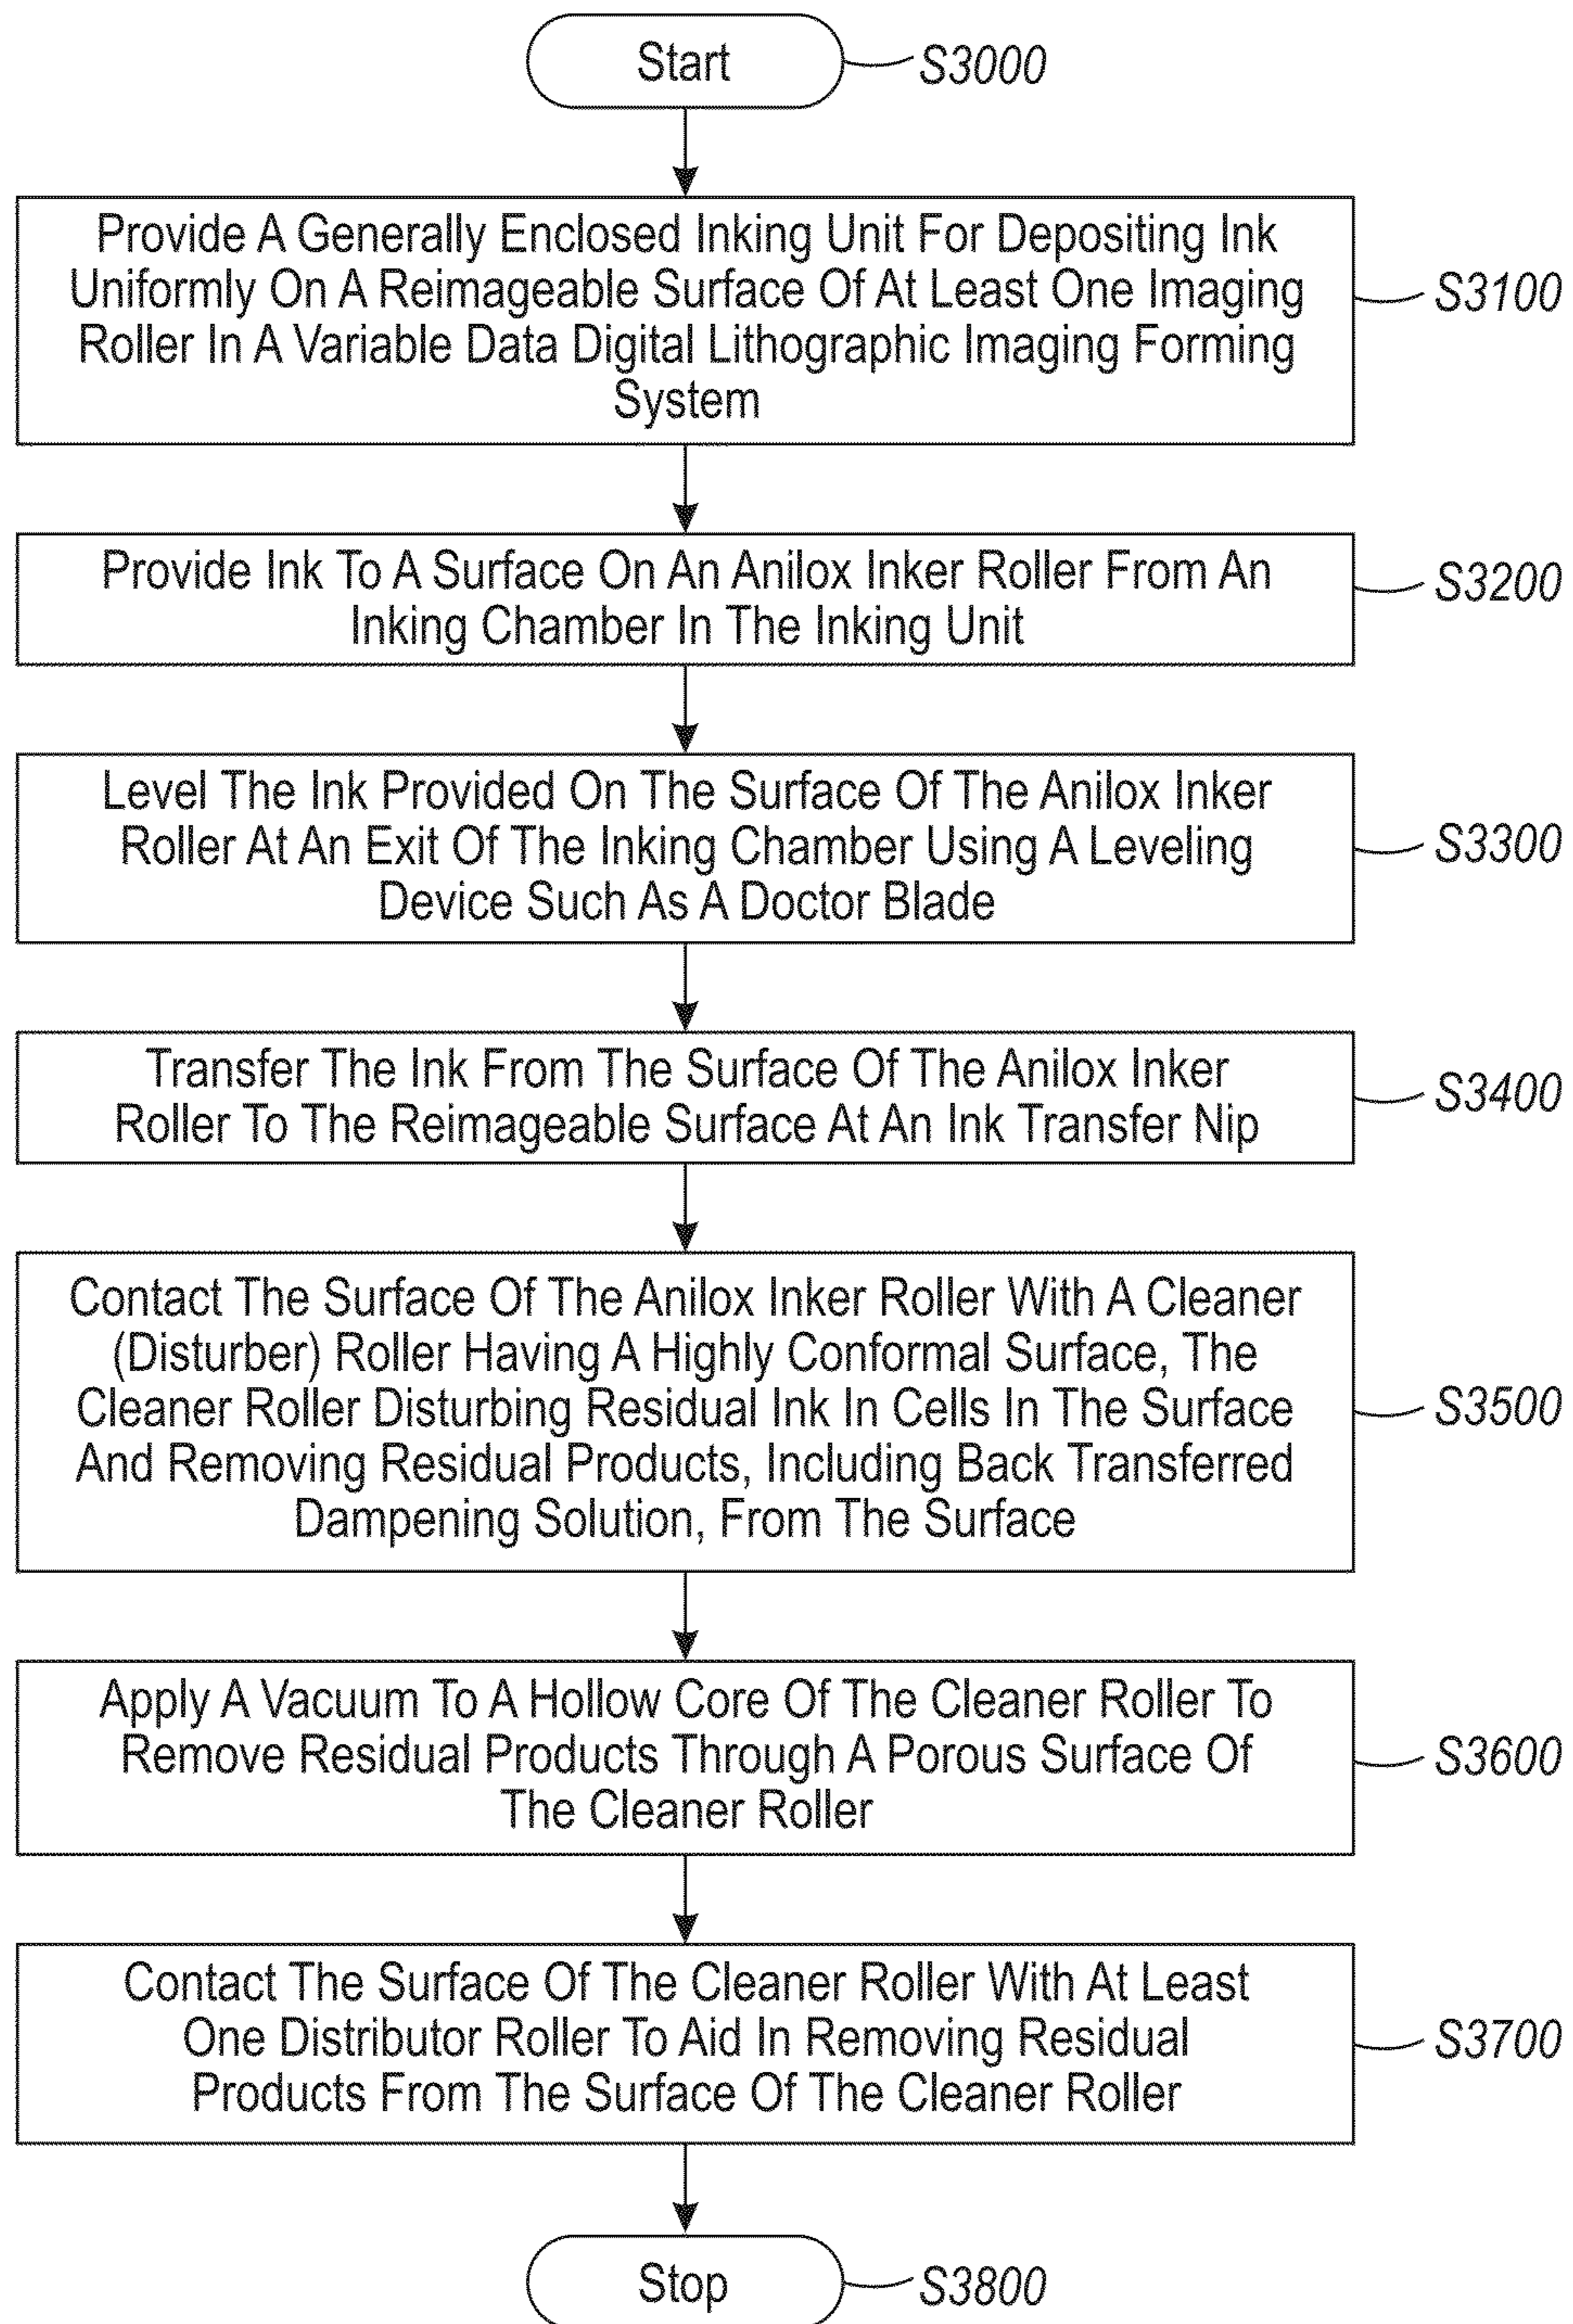 Start
S3000
Provide A Generally Enclosed Inking Unit For Depositing Ink
Uniformly On A Reimageable Surface Of At Least One Imaging
Roller In A Variable Data Digital Lithographic Imaging Forming
System
S3100
Provide Ink To A Surface On An Anilox Inker Roller From An
Inking Chamber In The Inking Unit
S3200
Level The Ink Provided On The Surface Of The Anilox Inker
Roller At An Exit Of The Inking Chamber Using A Leveling
Device Such As A Doctor Blade
S3300
Transfer The Ink From The Surface Of The Anilox Inker
Roller To The Reimageable Surface At An Ink Transfer Nip
S3400
Contact The Surface Of The Anilox Inker Roller With A Cleaner
(Disturber) Roller Having A Highly Conformal Surface, The
Cleaner Roller Disturbing Residual Ink In Cells In The Surface
And Removing Residual Products, Including Back Transferred
Dampening Solution, From The Surface
S3500
Apply A Vacuum To A Hollow Core Of The Cleaner Roller To
Remove Residual Products Through A Porous Surface Of
The Cleaner Roller
S3600
Contact The Surface Of The Cleaner Roller With At Least
One Distributor Roller To Aid In Removing Residual
Products From The Surface Of The Cleaner Roller
S3700
Stop
S3800